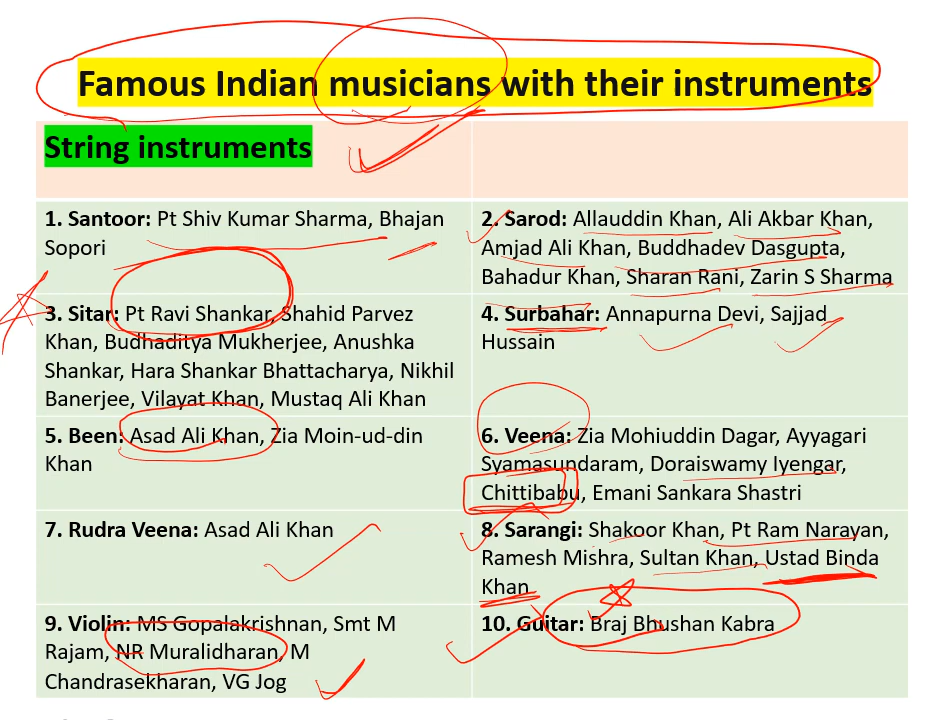 Famous Indian musicians with their instruments
String instruments
1. Santoor: Pt Shiv Kumar Sharma, Bhajan
Sopori
2. Sarod: Allauddin Khan, Ali Akbar Khan,
Amjad Ali Khan, Buddhadev Dasgupta,
Bahadur Khan, Sharan Rani, Zarin S Sharma
3. Sitar: Pt Ravi Shankar, Shahid Parvez
Khan, Budhaditya Mukherjee, Anushka
Shankar, Hara Shankar Bhattacharya, Nikhil
Banerjee, Vilayat Khan, Mustaq Ali Khan
4. Surbahar: Annapurna Devi, Sajjad
Hussain
5. Been: Asad Ali Khan, Zia Moin-ud-din
Khan
6. Veena: Zia Mohiuddin Dagar, Ayyagari
Syamasundaram, Doraiswamy Iyengar,
Chittibabu, Emani Sankara Shastri
7. Rudra Veena: Asad Ali Khan
8. Sarangi: Shakoor Khan, Pt Ram Narayan,
Ramesh Mishra, Sultan Khan, Ustad Binda
Khan
9. Violin: MS Gopalakrishnan, Smt M
Rajam, NR Muralidharan, M
Chandrasekharan, VG Jog
10. Guitar: Braj Bhushan Kabra